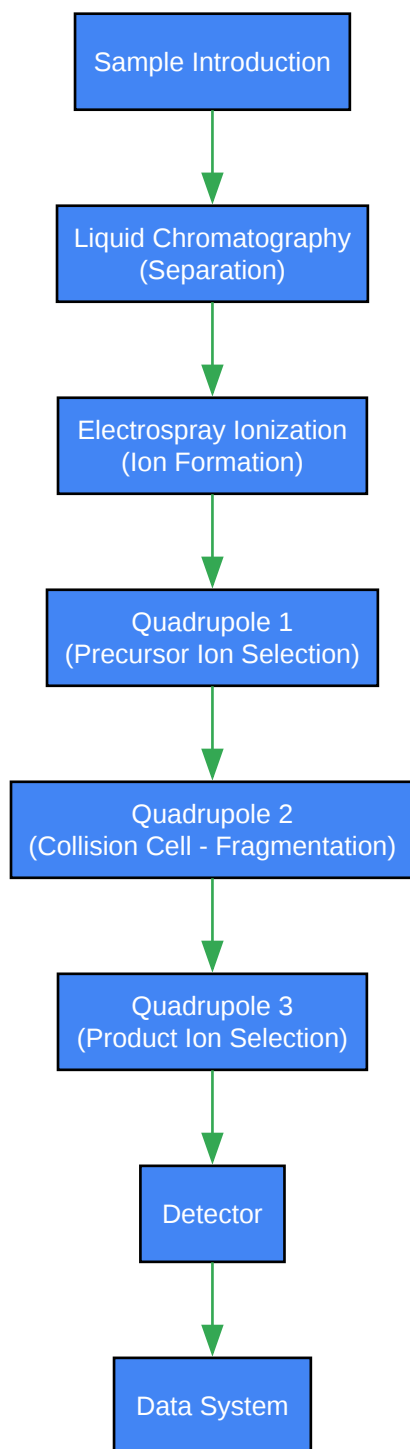 Sample Introduction
Liquid Chromatography
(Separation)
Electrospray Ionization
(Ion Formation)
Quadrupole 1
(Precursor Ion Selection)
Quadrupole 2
(Collision Cell - Fragmentation)
Quadrupole 3
(Product Ion Selection)
Detector
Data System